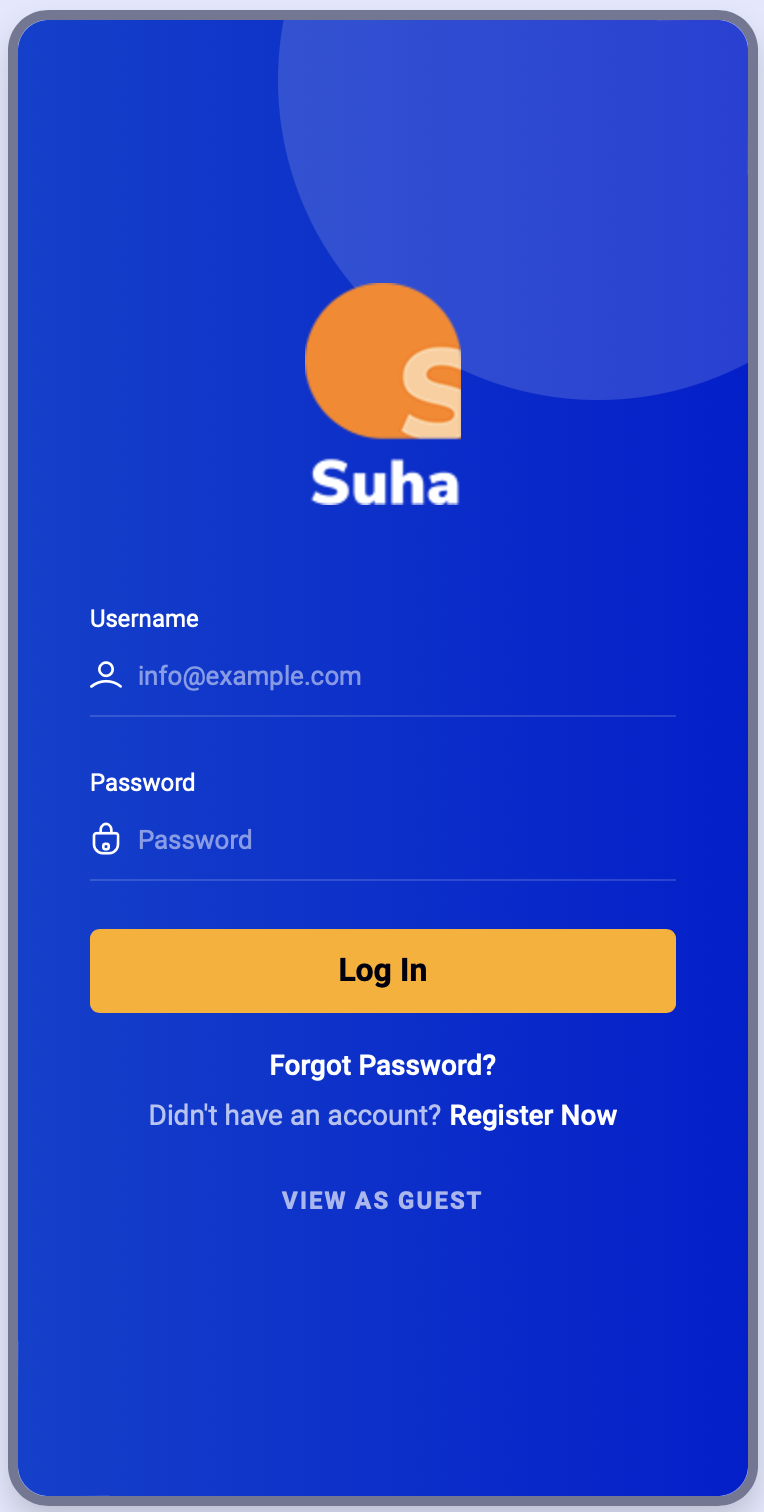 S
Suha
Username
info@example.com
Password
Password
Log In
Forgot Password?
Didn't have an account? Register Now
VIEW AS GUEST